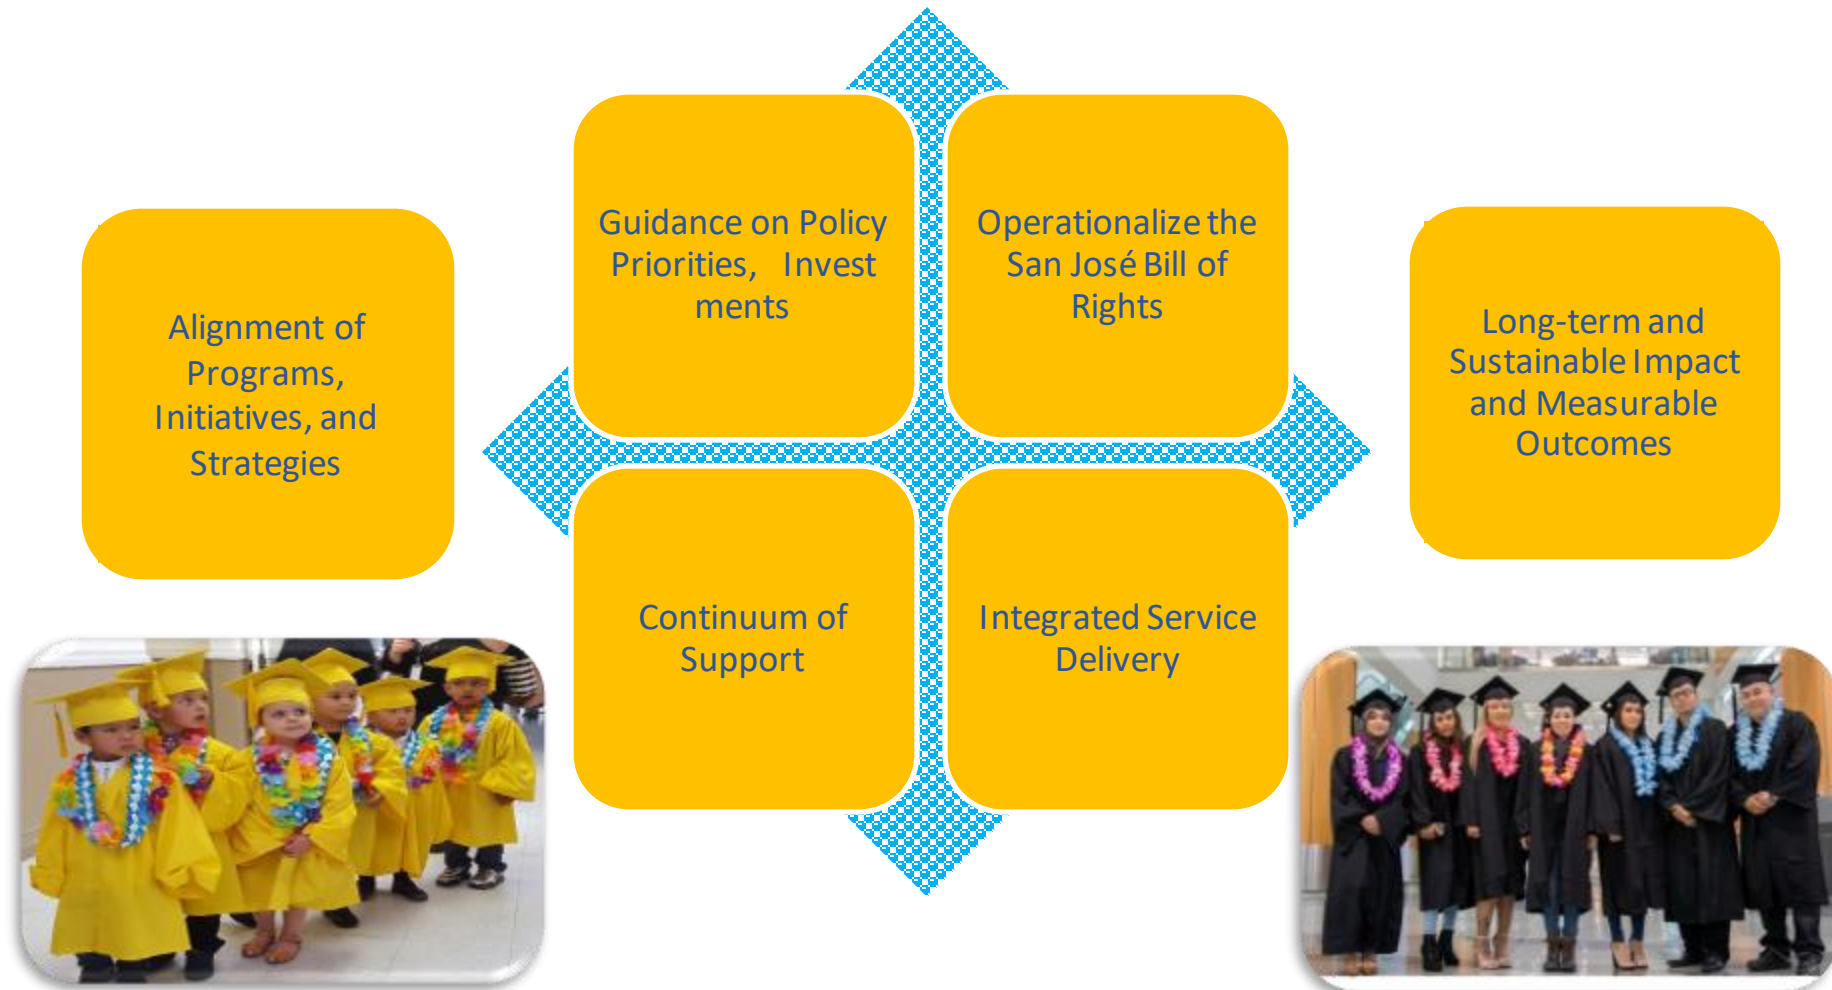 Alignment of
Programs,
Initiatives, and
Strategies
Guidance on Policy
Priorities, Invest
ments
Operationalize the
San José Bill of
Rights
Continuum of
Support
Integrated Service
Delivery
Long-term and
Sustainable Impact
and Measurable
Outcomes